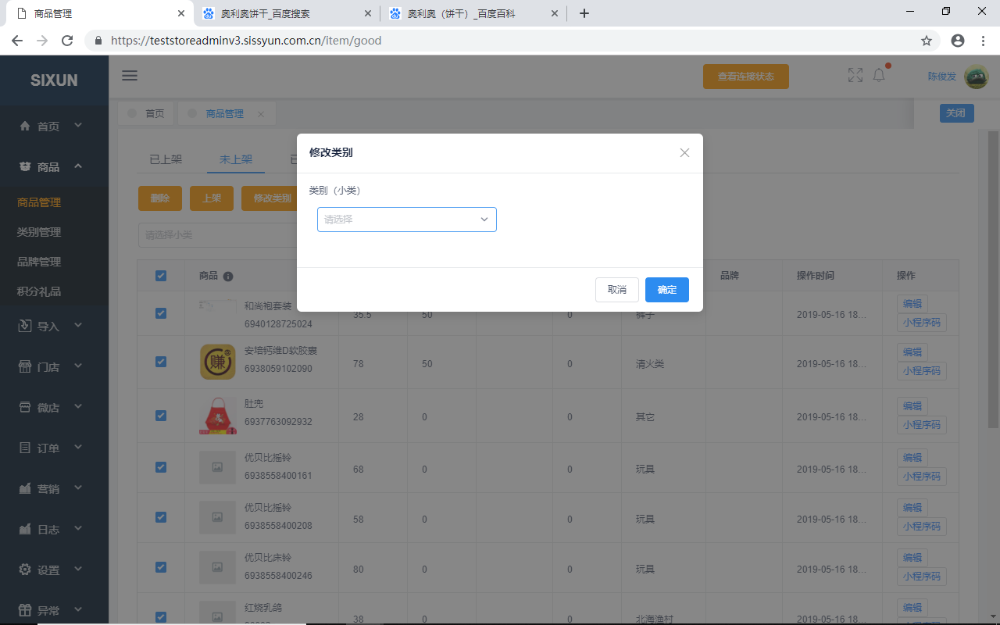 商品管理
奥利奥饼干_百度搜索
奥利奥（饼干）_百度百科
https://teststoreadminv3.sissyun.com.cn/item/good
SIXUN
查看连接状态
陈俊发
首页
商品管理
关闭
首页
商品
商品管理
类别管理
品牌管理
积分礼品
导入
门店
微店
订单
营销
日志
设置
异常
已上架
未上架
已
删除
上架
修改类别
请选择小类
修改类别
类别（小类）
请选择
取消
确定
商品
品牌
操作时间
操作
和尚袍套装
6940128725024
35.5
50
0
裤子
2019-05-16 18...
编辑
小程序码
安培钙维D软胶囊
6938059102090
78
50
0
清火类
2019-05-16 18...
编辑
小程序码
赚
肚兜
6937763092932
28
0
0
其它
2019-05-16 18...
编辑
小程序码
优贝比摇铃
6938558400161
68
0
0
玩具
2019-05-16 18...
编辑
小程序码
优贝比摇铃
6938558400208
58
0
0
玩具
2019-05-16 18...
编辑
小程序码
优贝比床铃
6938558400246
80
0
0
玩具
2019-05-16 18...
编辑
小程序码
红烧乳鸽
38
0
0
北海渔村
2019-05-16 18...
编辑